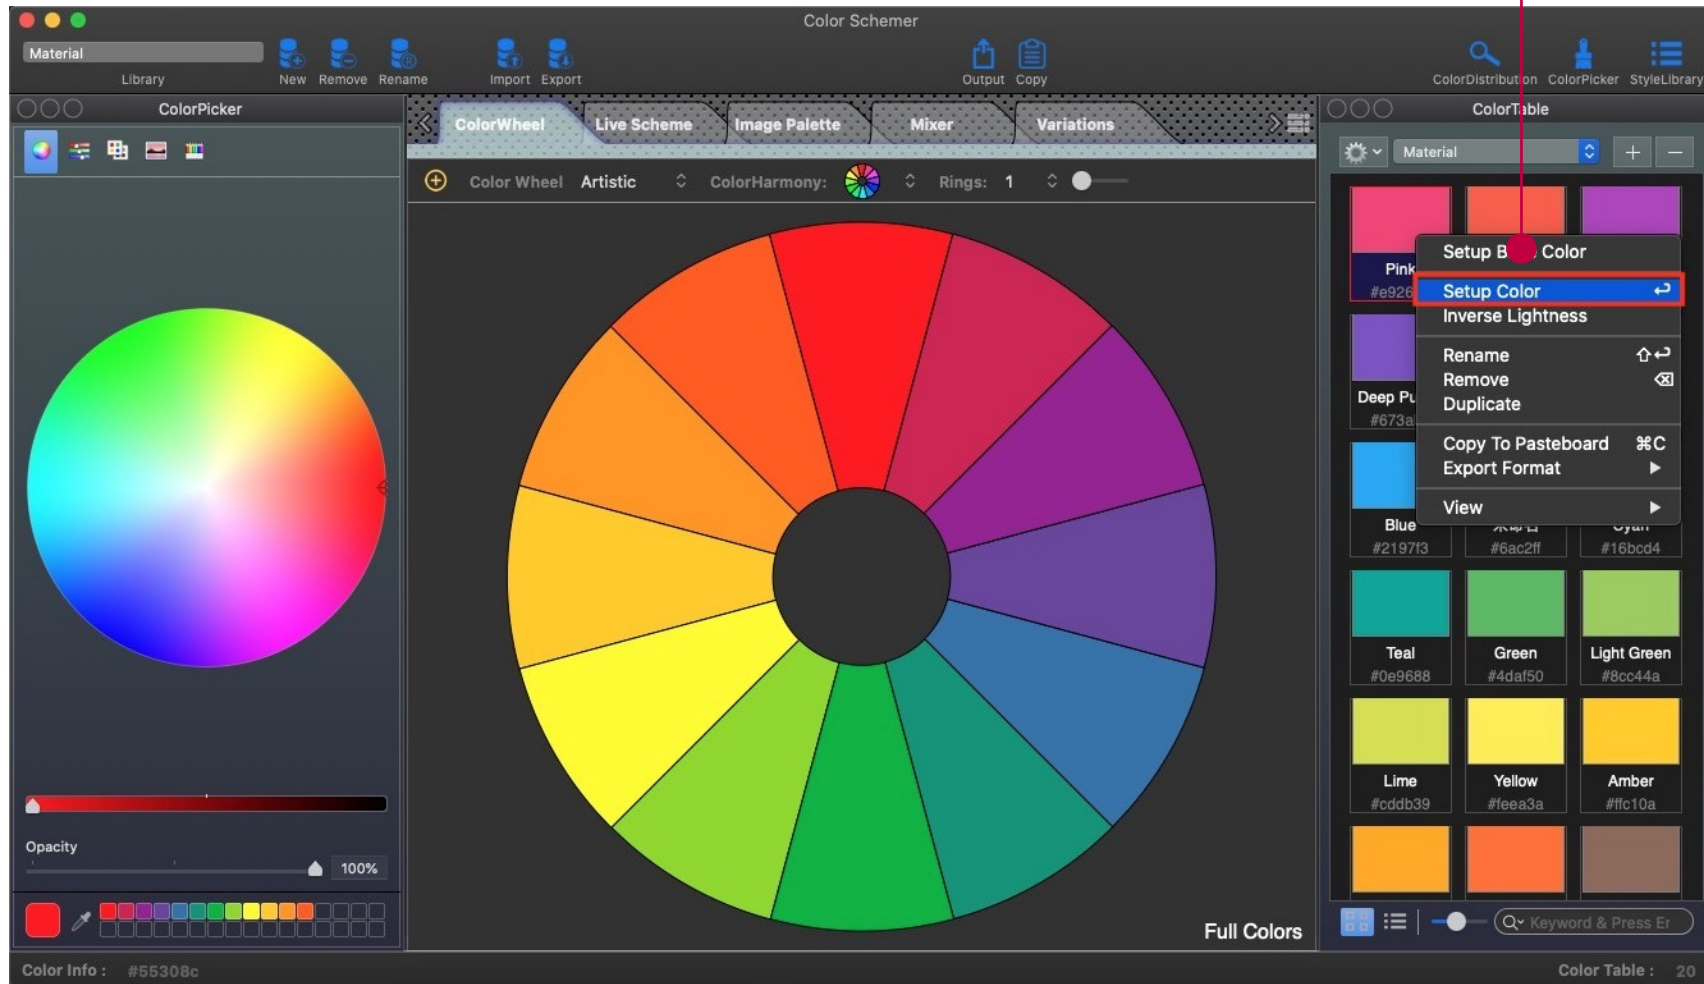 Color Schemer
Material
Library
New Remove Rename
Import Export
Output Copy
ColorDistribution ColorPicker StyleLibrary
ColorPicker
Opacity
100%
ColorWheel Live Scheme Image Palette Mixer Variations
Color Wheel Artistic ColorHarmony: Rings: 1
Full Colors
ColorTable
Material
Pink
#e926
Deep Pu
#673a
Blue
#2197f3
#6ac2ff
Cyan
#16bcd4
Setup Color
Setup Color
Inverse Lightness
Rename ⇧↩
Remove ⌫
Duplicate
Copy To Pasteboard ⌘C
Export Format
View
Teal
#0e9688
Green
#4daf50
Light Green
#8cc44a
Lime
#cddb39
Yellow
#feea3a
Amber
#ffc10a
Keyword & Press Er
Color Info : #55308c
Color Table : 20